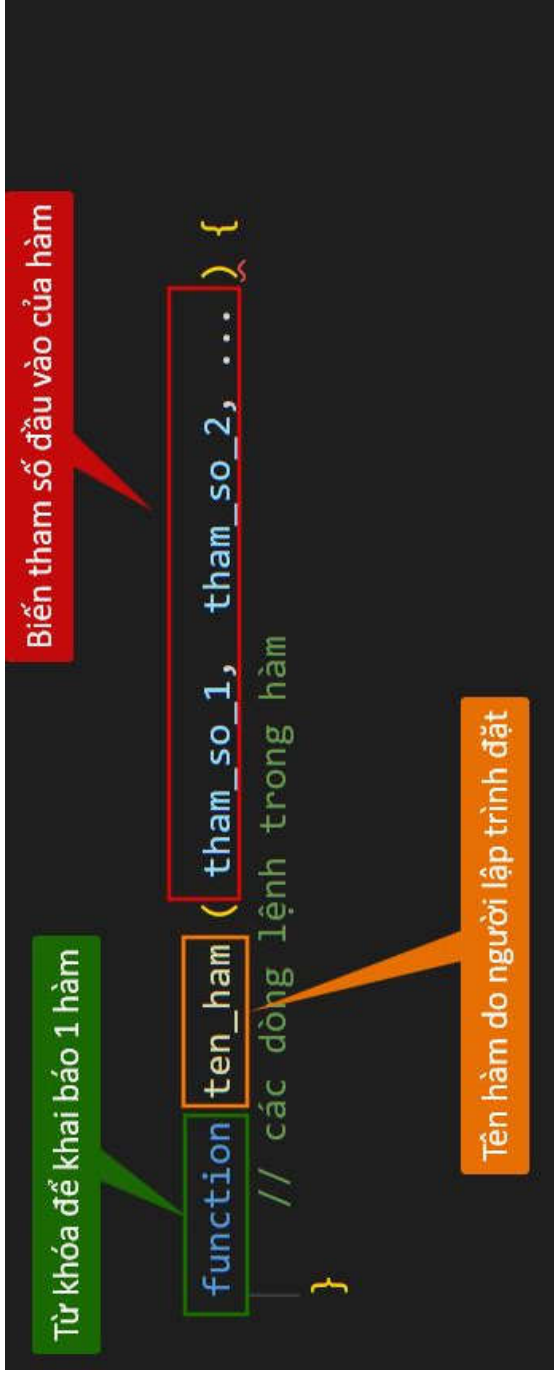 Từ khóa để khai báo 1 hàm
Biến tham số đầu vào của hàm
function ten_ham ( tham_so_1, tham_so_2, ... ) {
// các dòng lệnh trong hàm
}
Tên hàm do người lập trình đặt